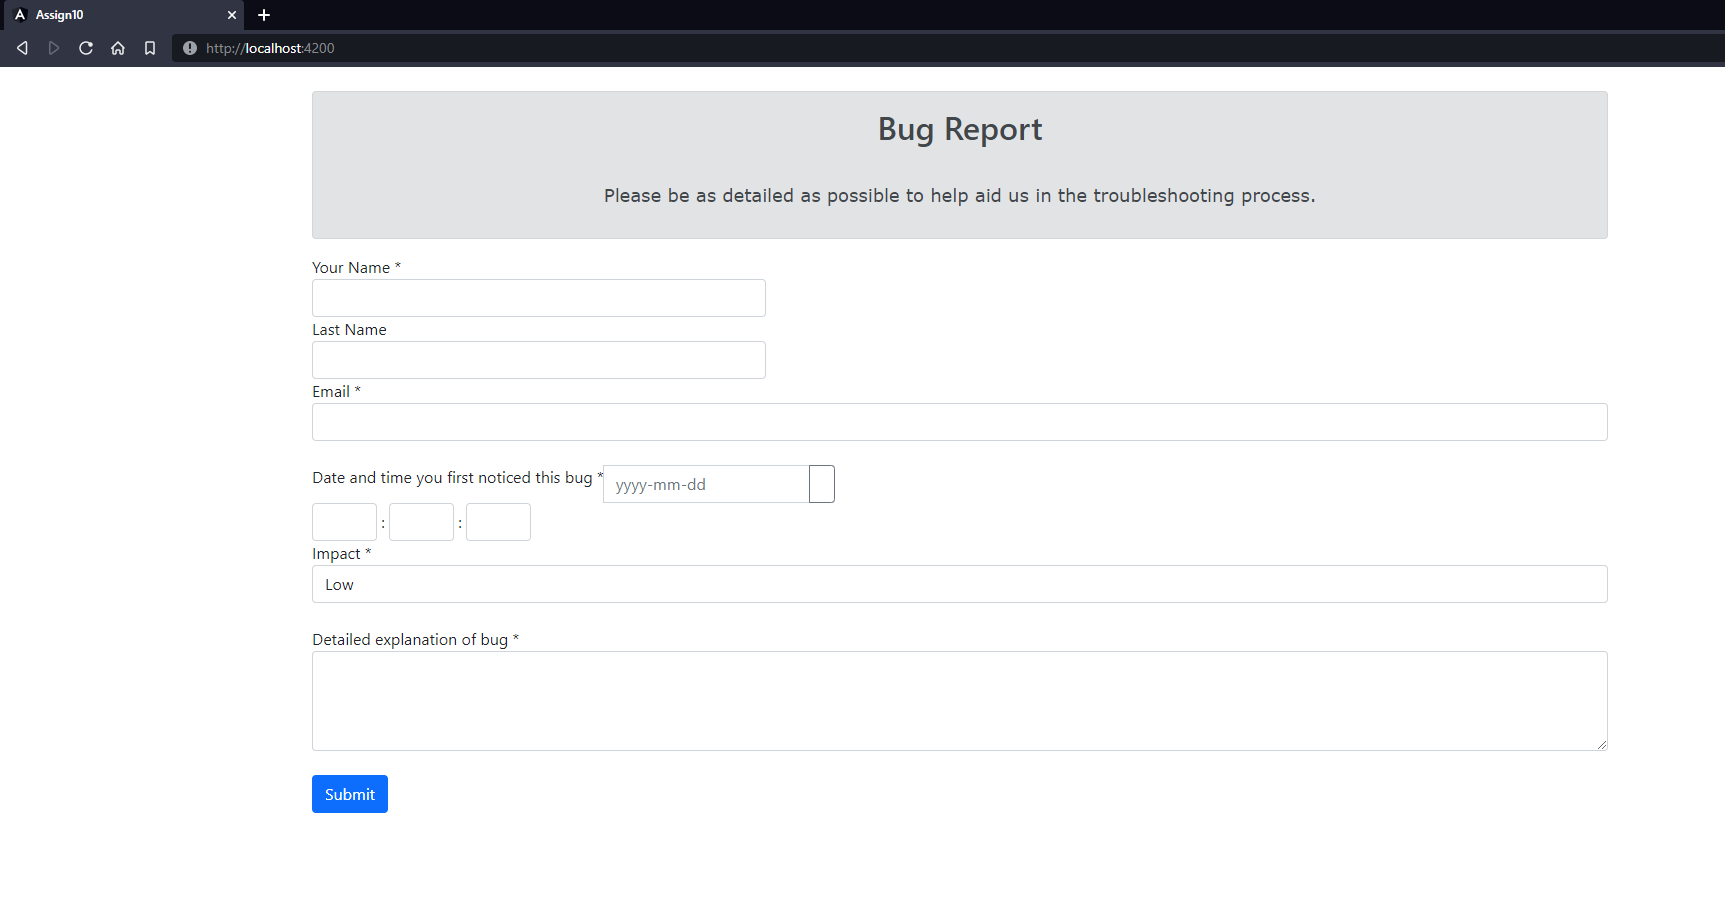 Assign10
http://localhost:4200
Bug Report
Please be as detailed as possible to help aid us in the troubleshooting process.
Your Name *
Last Name
Email *
Date and time you first noticed this bug * yyyy-mm-dd
: :
Impact *
Low
Detailed explanation of bug *
Submit